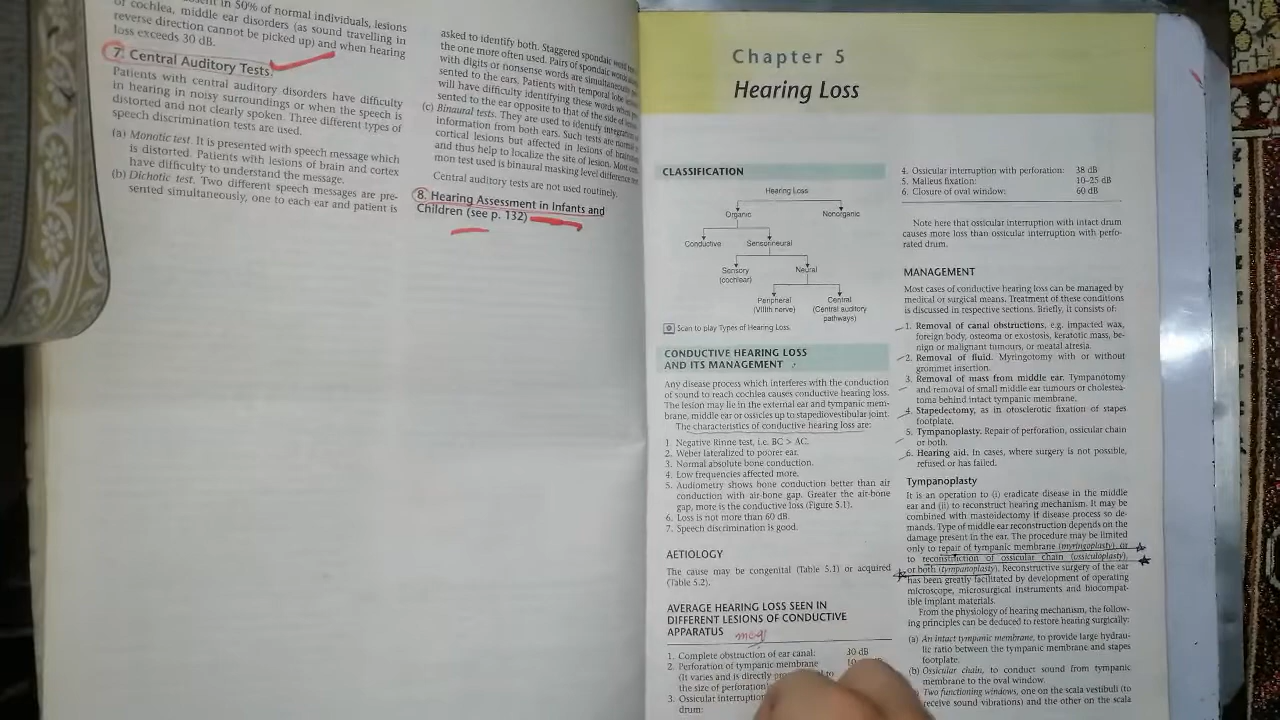 in 50% of normal individuals, lesions
of cochlea, middle ear disorders (as sound travelling in
reverse direction cannot be picked up) and when hearing
loss exceeds 30 dB.
7. Central Auditory Tests.
Patients with central auditory disorders have difficulty
in hearing in noisy surroundings or when the speech is
distorted and not clearly spoken. Three different types of
speech discrimination tests are used.
(a) Monotic test. It is presented with speech message which
is distorted. Patients with lesions of brain and cortex
have difficulty to understand the message.
(b) Dichotic test. Two different speech messages are pre-
sented simultaneously, one to each ear and patient is
asked to identify both. Staggered spondaic
the one more often used. Pairs of spondaic words
with digits or nonsense words are simultaneously
sented to the ears. Patients with temporal lobe
will have difficulty identifying these words when
sented to the ear opposite to that of the side of
(c) Binaural tests. They are used to identify integration
information from both ears. Such tests are normal
cortical lesions but affected in lesions of
and thus help to localize the site of lesion. Most
mon test used is binaural masking level difference
Central auditory tests are not used routinely.
8. Hearing Assessment in Infants and
Children (see p. 132)
Chapter 5
Hearing Loss
CLASSIFICATION
Hearing Loss
Organic Nonorganic
Conductive Sensorineural
Sensory Neural
(cochlear)
Peripheral Central
(VIIIth nerve) (Central auditory
pathways)
Scan to play Types of Hearing Loss.
CONDUCTIVE HEARING LOSS
AND ITS MANAGEMENT
Any disease process which interferes with the conduction
of sound to reach cochlea causes conductive hearing loss.
The lesion may lie in the external ear and tympanic mem-
brane, middle ear or ossicles up to stapediovestibular joint.
The characteristics of conductive hearing loss are:
1. Negative Rinne test, i.e. BC > AC.
2. Weber lateralized to poorer ear.
3. Normal absolute bone conduction.
4. Low frequencies affected more.
5. Audiometry shows bone conduction better than air
conduction with air-bone gap. Greater the air-bone
gap, more is the conductive loss (Figure 5.1).
6. Loss is not more than 60 dB.
7. Speech discrimination is good.
AETIOLOGY
The cause may be congenital (Table 5.1) or acquired
(Table 5.2).
AVERAGE HEARING LOSS SEEN IN
DIFFERENT LESIONS OF CONDUCTIVE
APPARATUS
1. Complete obstruction of ear canal: 30 dB
2. Perforation of tympanic membrane
(It varies and is directly to
the size of perforation
3. Ossicular interruption
drum:
4. Ossicular interruption with perforation: 38 dB
5. Malleus fixation: 10-25 dB
6. Closure of oval window: 60 dB
Note here that ossicular interruption with intact drum
causes more loss than ossicular interruption with perfo-
rated drum.
MANAGEMENT
Most cases of conductive hearing loss can be managed by
medical or surgical means. Treatment of these conditions
is discussed in respective sections. Briefly, it consists of:
1. Removal of canal obstructions, e.g. impacted wax,
foreign body, osteoma or exostosis, keratotic mass, be-
nign or malignant tumours, or meatal atresia.
2. Removal of fluid. Myringotomy with or without
grommet insertion.
3. Removal of mass from middle ear. Tympanotomy
and removal of small middle ear tumours or cholestea-
toma behind intact tympanic membrane.
4. Stapedectomy, as in otosclerotic fixation of stapes
footplate.
5. Tympanoplasty. Repair of perforation, ossicular chain
or both.
6. Hearing aid. In cases, where surgery is not possible,
refused or has failed.
Tympanoplasty
It is an operation to (i) eradicate disease in the middle
ear and (ii) to reconstruct hearing mechanism. It may be
combined with mastoidectomy if disease process so de-
mands. Type of middle ear reconstruction depends on the
damage present in the ear. The procedure may be limited
only to repair of tympanic membrane (myringoplasty), or
to reconstruction of ossicular chain (ossiculoplasty),
or both (tympanoplasty). Reconstructive surgery of the ear
has been greatly facilitated by development of operating
microscope, microsurgical instruments and biocompat-
ible implant materials.
From the physiology of hearing mechanism, the follow-
ing principles can be deduced to restore hearing surgically:
(a) An intact tympanic membrane, to provide large hydrau-
lic ratio between the tympanic membrane and stapes
footplate.
(b) Ossicular chain, to conduct sound from tympanic
membrane to the oval window.
Two functioning windows, one on the scala vestibuli (to
receive sound vibrations) and the other on the scala